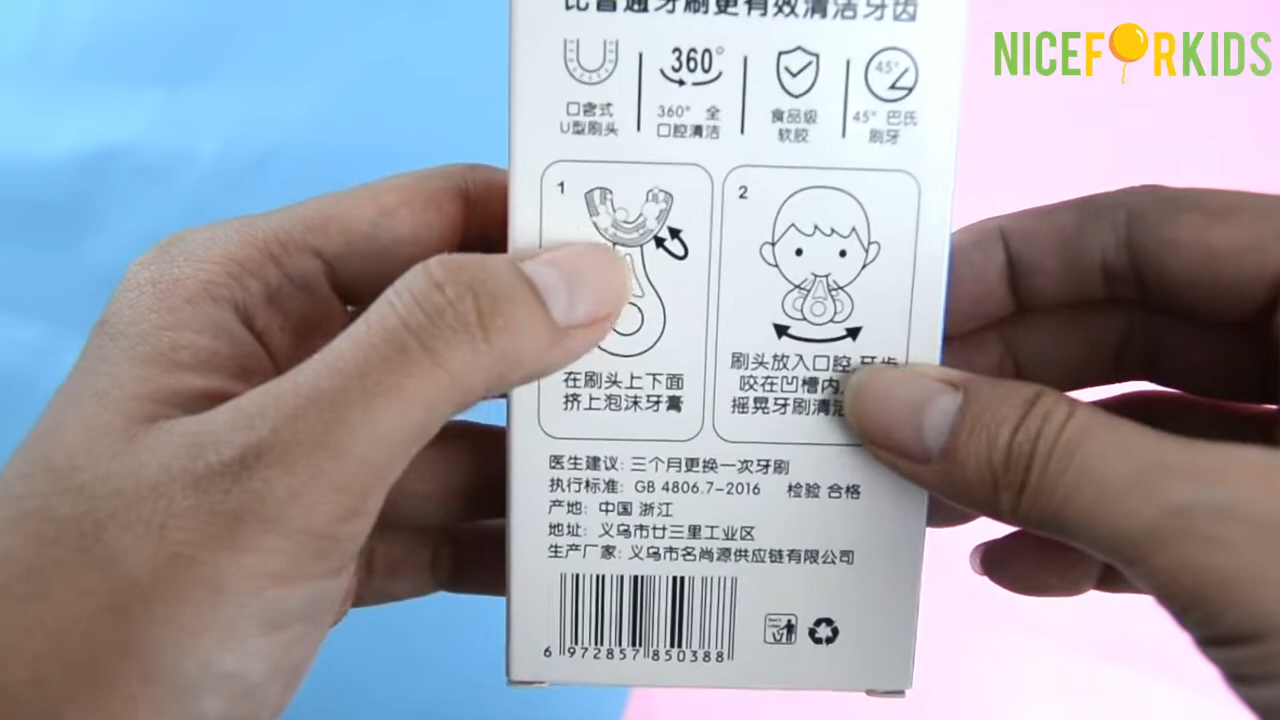 NICEFORKIDS
比普通牙刷更有效清洁牙齿
口含式
U型刷头
360°
360° 全
口腔清洁
食品级
软胶
45°
45° 巴氏
刷牙
1
在刷头上下面
挤上泡沫牙膏
2
刷头放入口腔,牙齿
咬在凹槽内,
摇晃牙刷清洁
医生建议: 三个月更换一次牙刷
执行标准: GB 4806.7-2016 检验 合格
产地: 中国 浙江
地址: 义乌市廿三里工业区
生产厂家: 义乌市名尚源供应链有限公司
6 972857 850388